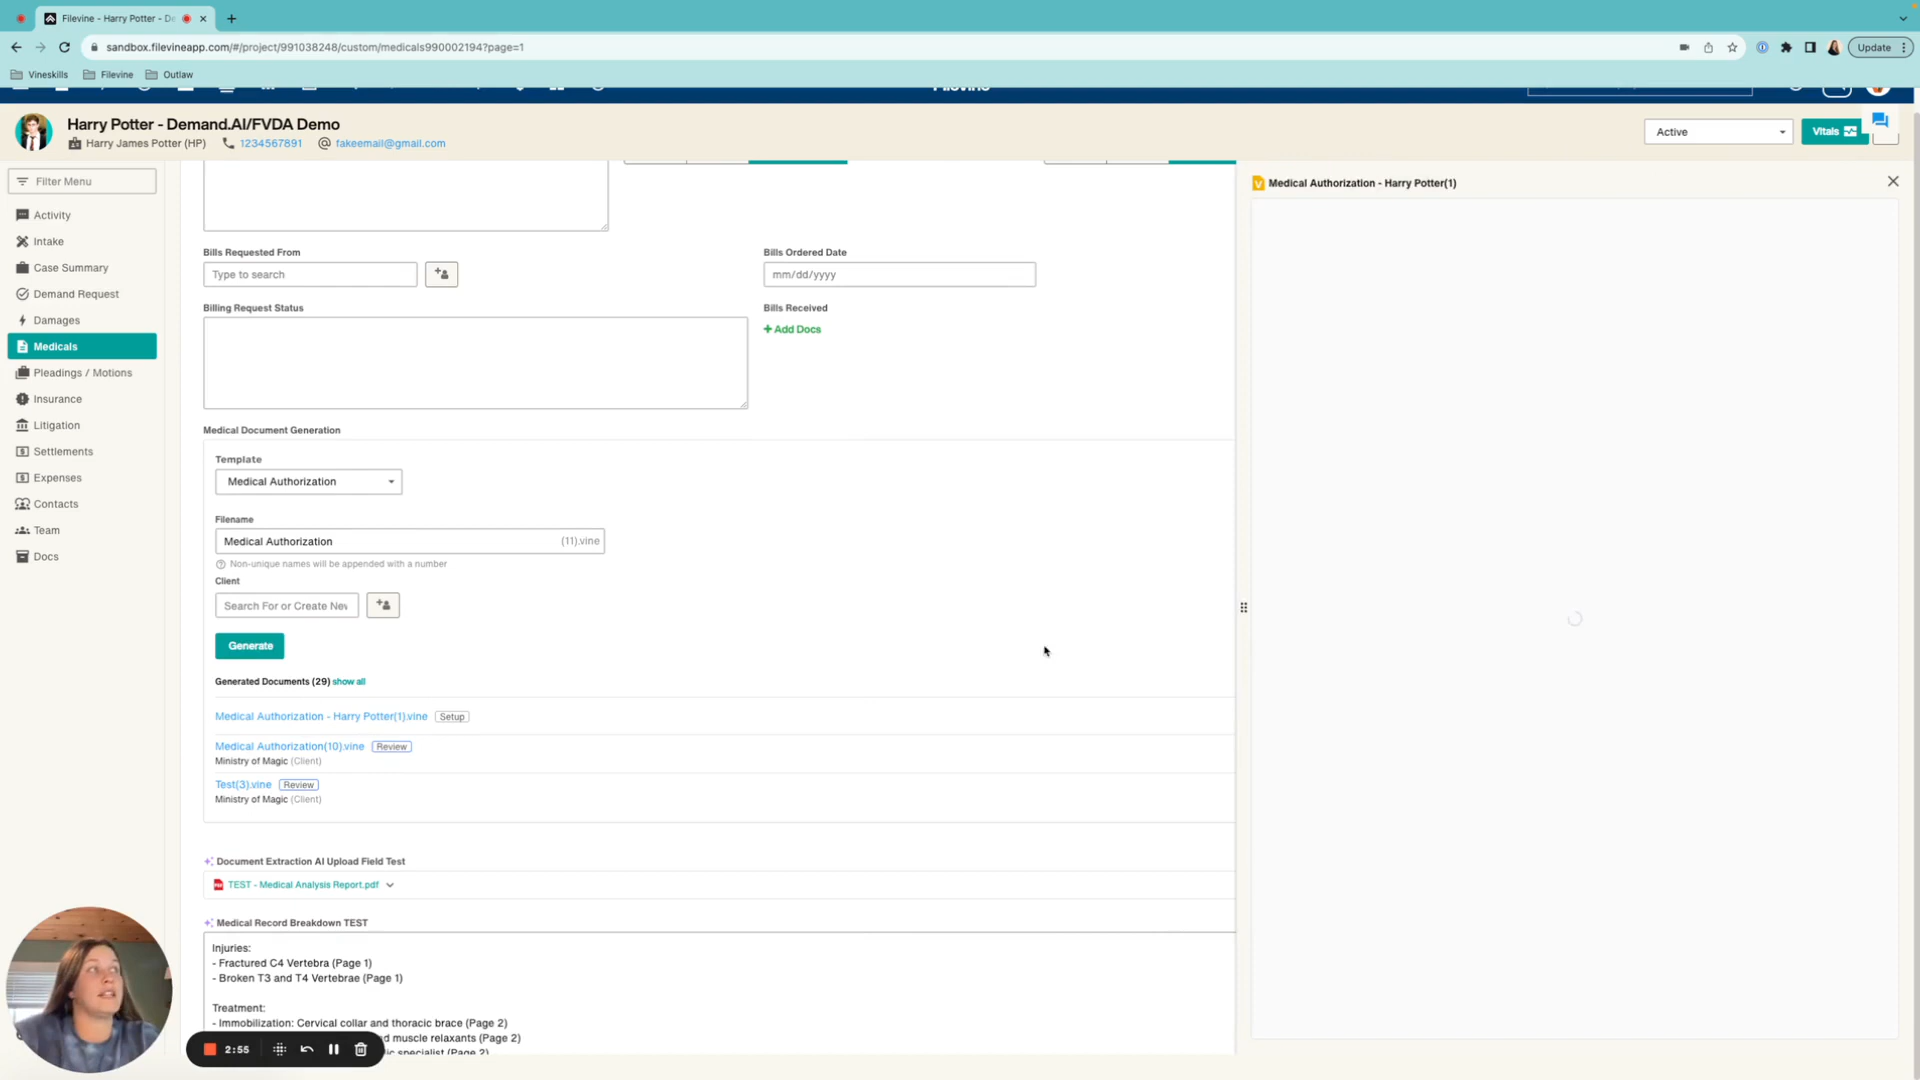 Filevine - Harry Potter - De
sandbox.filevineapp.com/#/project/991038248/custom/medicals990002194?page=1
Update
Vineskills
Filevine
Outlaw
Harry Potter - Demand.AI/FVDA Demo
Harry James Potter (HP)
1234567891
fakeemail@gmail.com
Active
Vitals
Filter Menu
Activity
Intake
Case Summary
Demand Request
Damages
Medicals
Pleadings / Motions
Insurance
Litigation
Settlements
Expenses
Contacts
Team
Docs
Bills Requested From
Type to search
Bills Ordered Date
mm/dd/yyyy
Billing Request Status
Bills Received
+ Add Docs
Medical Document Generation
Template
Medical Authorization
Filename
Medical Authorization (11).vine
Non-unique names will be appended with a number
Client
Search For or Create New
Generate
Generated Documents (29) show all
Medical Authorization - Harry Potter(1).vine Setup
Medical Authorization(10).vine Review
Ministry of Magic (Client)
Test(3).vine Review
Ministry of Magic (Client)
Document Extraction AI Upload Field Test
TEST - Medical Analysis Report.pdf
Medical Record Breakdown TEST
Injuries:
- Fractured C4 Vertebra (Page 1)
- Broken T3 and T4 Vertebrae (Page 1)
Treatment:
- Immobilization: Cervical collar and thoracic brace (Page 2)
d muscle relaxants (Page 2)
ic specialist (Page 2)
2:55
Medical Authorization - Harry Potter(1)